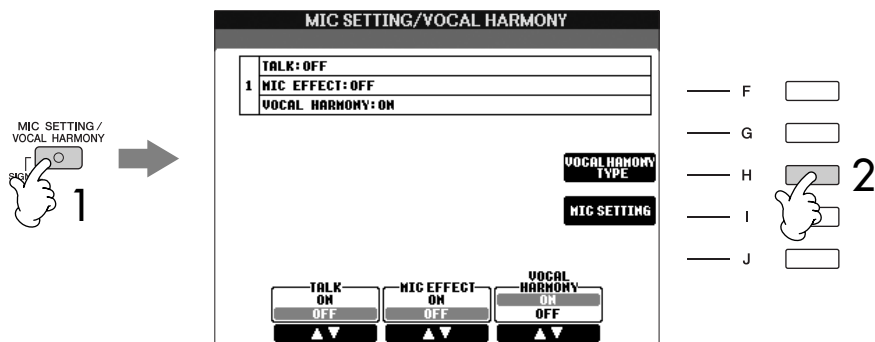 MIC SETTING/VOCAL HARMONY
TALK:OFF
1 MIC EFFECT:OFF
VOCAL HARMONY:ON
MIC SETTING /
VOCAL HARMONY
1
VOCAL HAMONY
TYPE
MIC SETTING
TALK
ON
OFF
MIC EFFECT
ON
OFF
VOCAL
HARMONY
ON
OFF
F
G
H
I
J
2